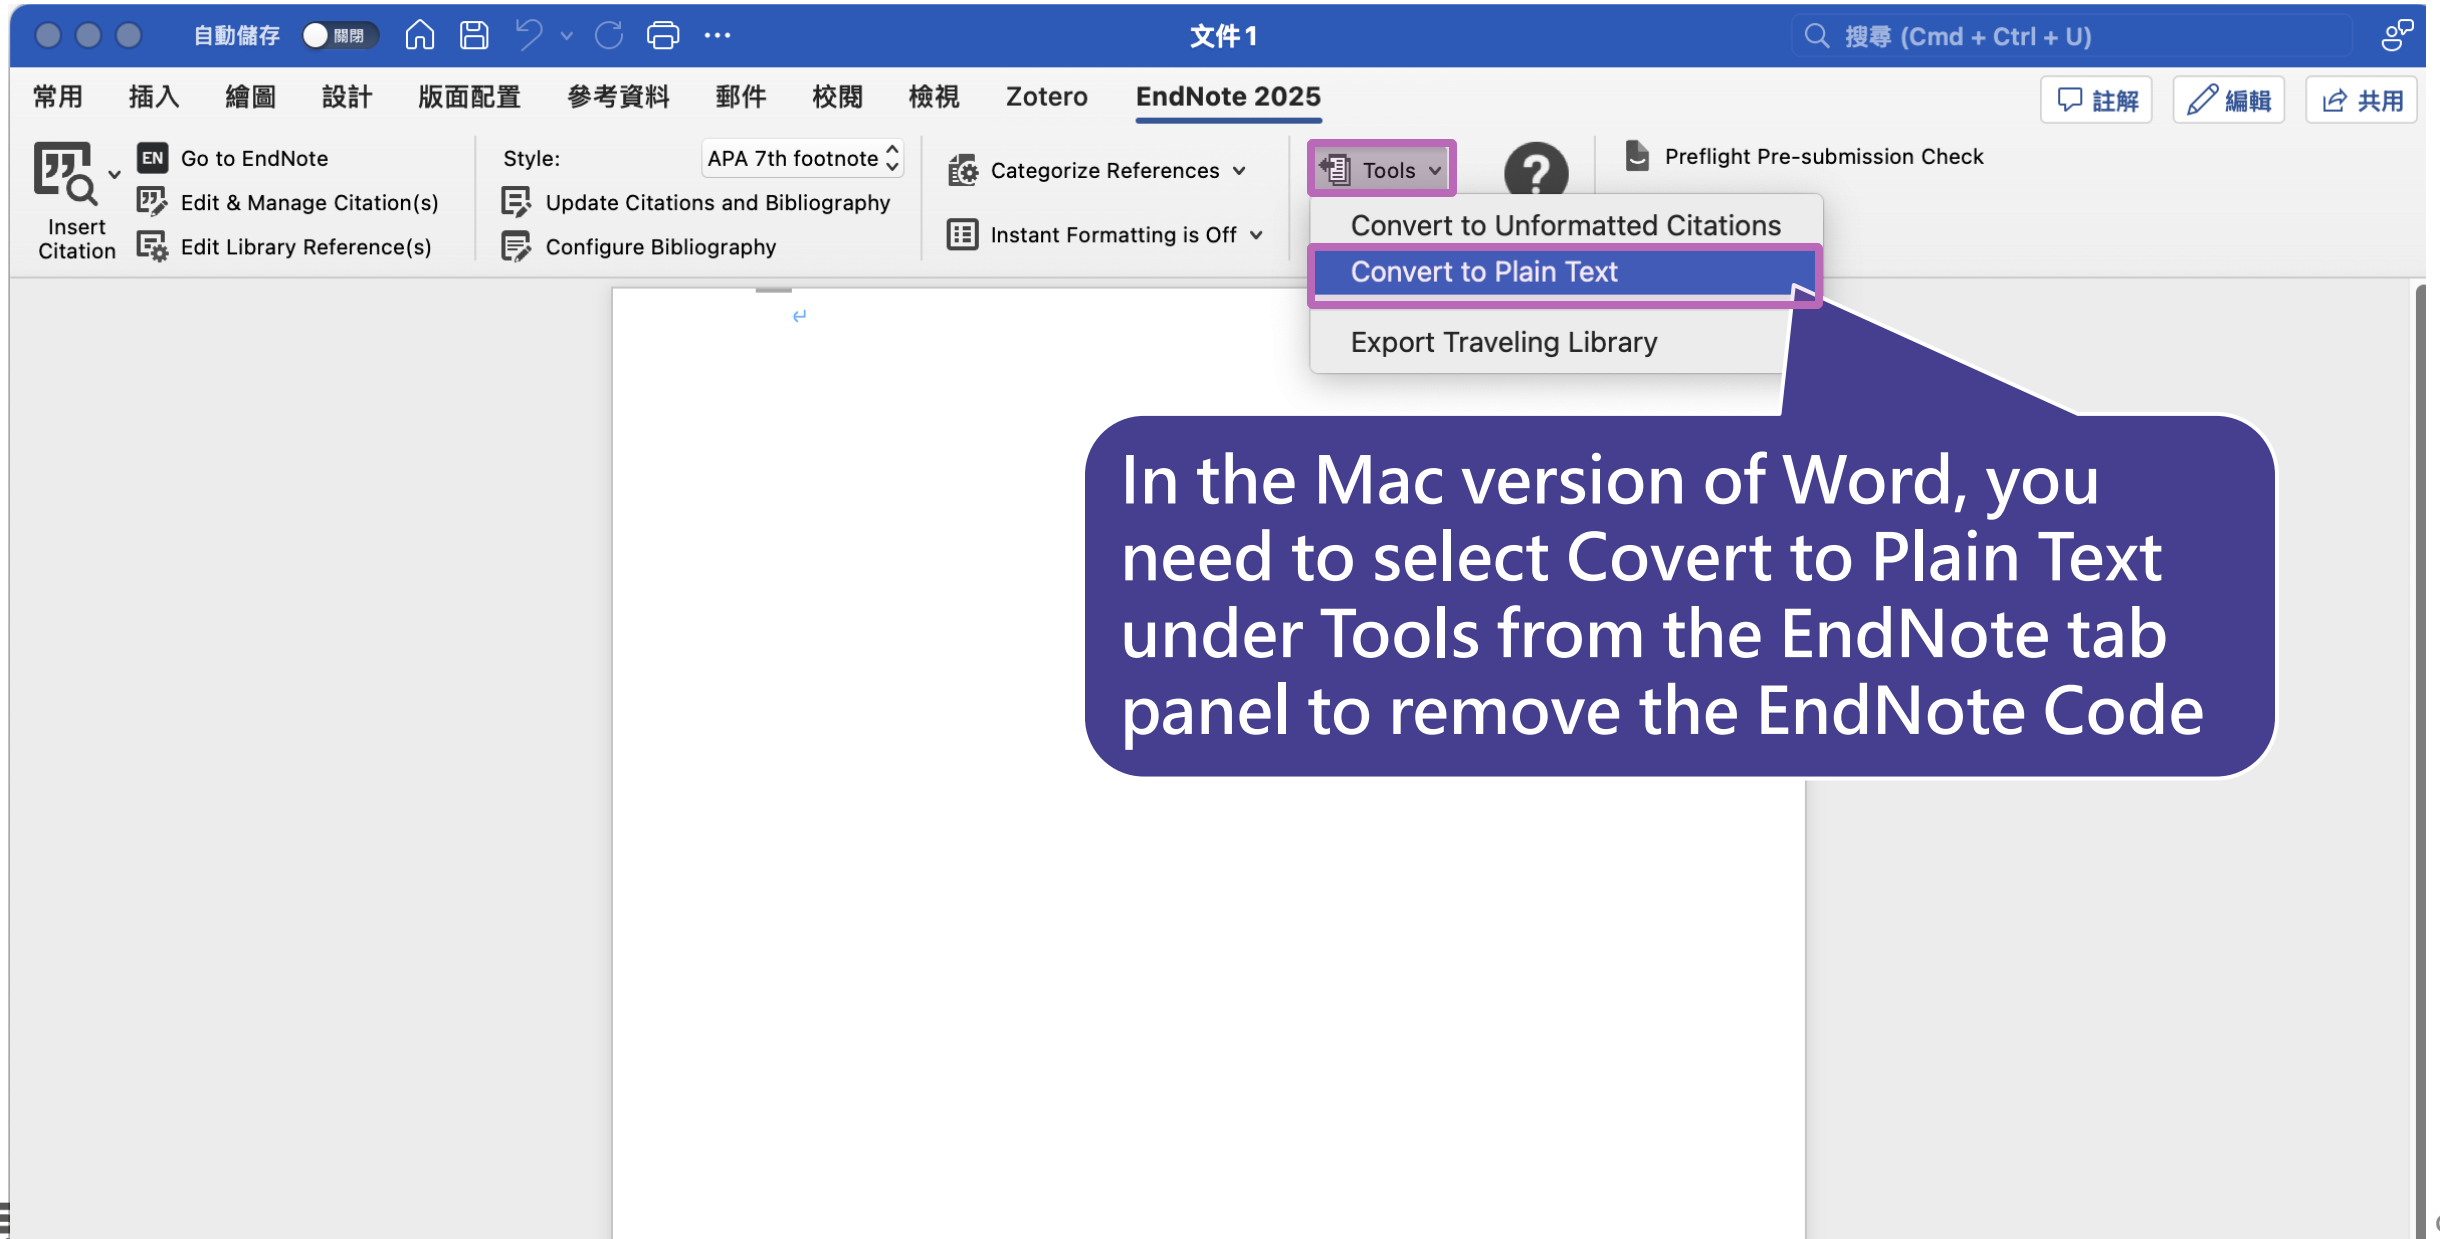 自動儲存 關閉 文件1 搜尋 (Cmd + Ctrl + U)
常用 插入 繪圖 設計 版面配置 參考資料 郵件 校閱 檢視 Zotero EndNote 2025 註解 編輯 共用
Insert Citation
EN Go to EndNote
Edit & Manage Citation(s)
Edit Library Reference(s)
Style: APA 7th footnote
Update Citations and Bibliography
Configure Bibliography
Categorize References
Instant Formatting is Off
Tools
?
Preflight Pre-submission Check
Convert to Unformatted Citations
Convert to Plain Text
Export Traveling Library
In the Mac version of Word, you
need to select Covert to Plain Text
under Tools from the EndNote tab
panel to remove the EndNote Code